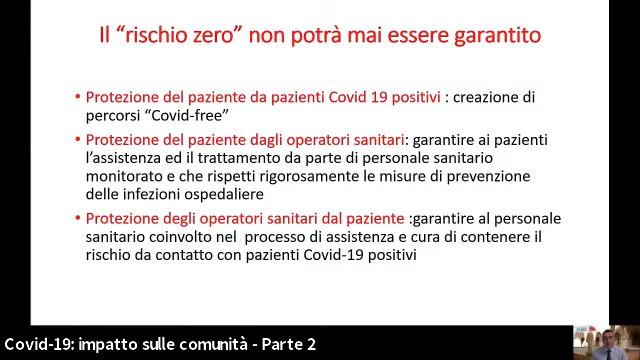 Il “rischio zero” non potrà mai essere garantito
• Protezione del paziente da pazienti Covid 19 positivi : creazione di
percorsi “Covid-free”
• Protezione del paziente dagli operatori sanitari: garantire ai pazienti
l’assistenza ed il trattamento da parte di personale sanitario
monitorato e che rispetti rigorosamente le misure di prevenzione
delle infezioni ospedaliere
• Protezione degli operatori sanitari dal paziente :garantire al personale
sanitario coinvolto nel processo di assistenza e cura di contenere il
rischio da contatto con pazienti Covid-19 positivi
Covid-19: impatto sulle comunità - Parte 2